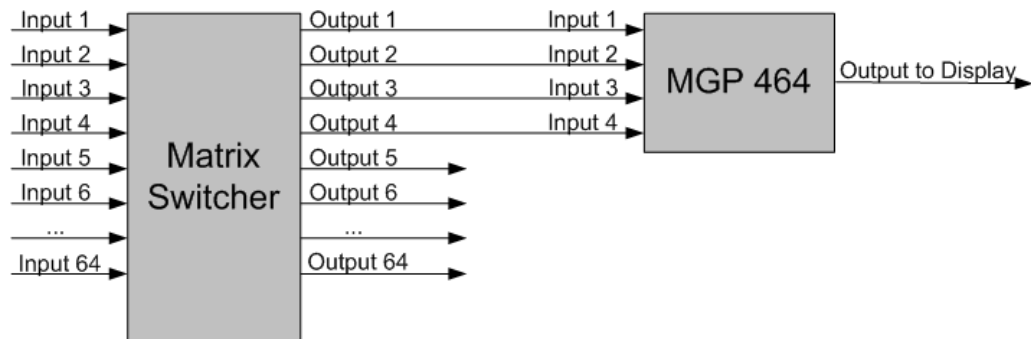 Input 1 Output 1 Input 1
Input 2 Output 2 Input 2
Input 3 Output 3 Input 3
Input 4 Output 4 Input 4
Input 5 Output 5
Input 6 Output 6
... ...
Input 64 Output 64
Matrix
Switcher
MGP 464
Output to Display